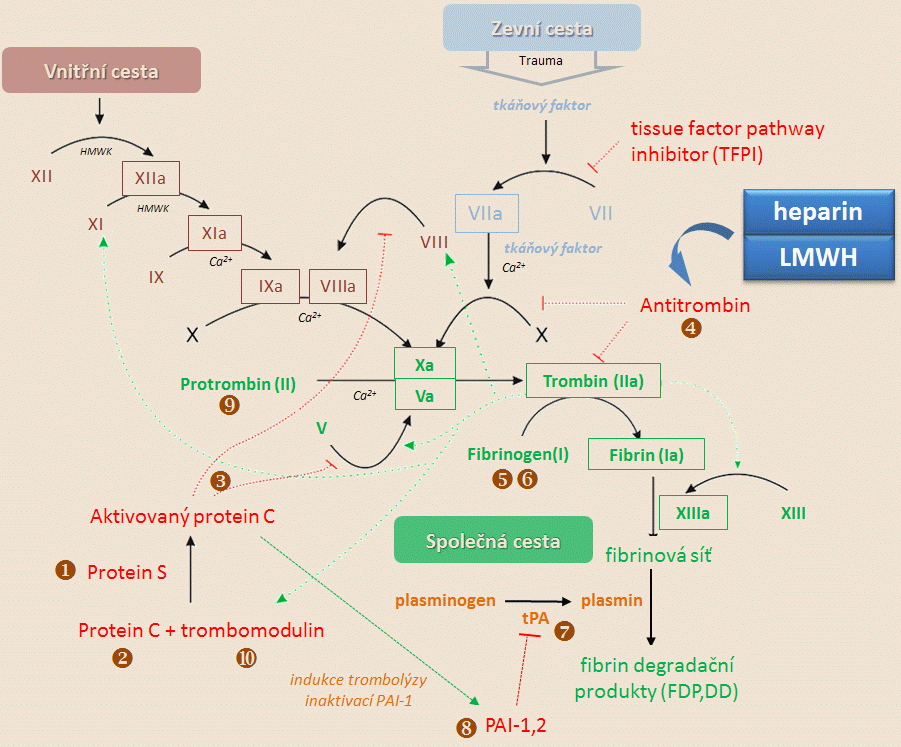 Zevní cesta
Trauma
Vnitřní cesta
tkáňový faktor
tissue factor pathway
inhibitor (TFPI)
HMWK
XII
XIIa
HMWK
XI
XIa
VIIa
VII
heparin
LMWH
VIII
tkáňový faktor
Ca2+
Ca2+
IX
IXa
VIIIa
Ca2+
X
X
Antitrombin
4
Xa
Protrombin (II)
Ca2+
Va
Trombin (IIa)
9
V
Fibrinogen(I)
Fibrin (Ia)
5 6
3
XIIIa
XIII
Aktivovaný protein C
Společná cesta
fibrinová síť
1 Protein S
plasminogen
plasmin
tPA
7
Protein C + trombomodulin
2
10
fibrin degradační
produkty (FDP,DD)
indukce trombolýzy
inaktivací PAI-1
8 PAI-1,2